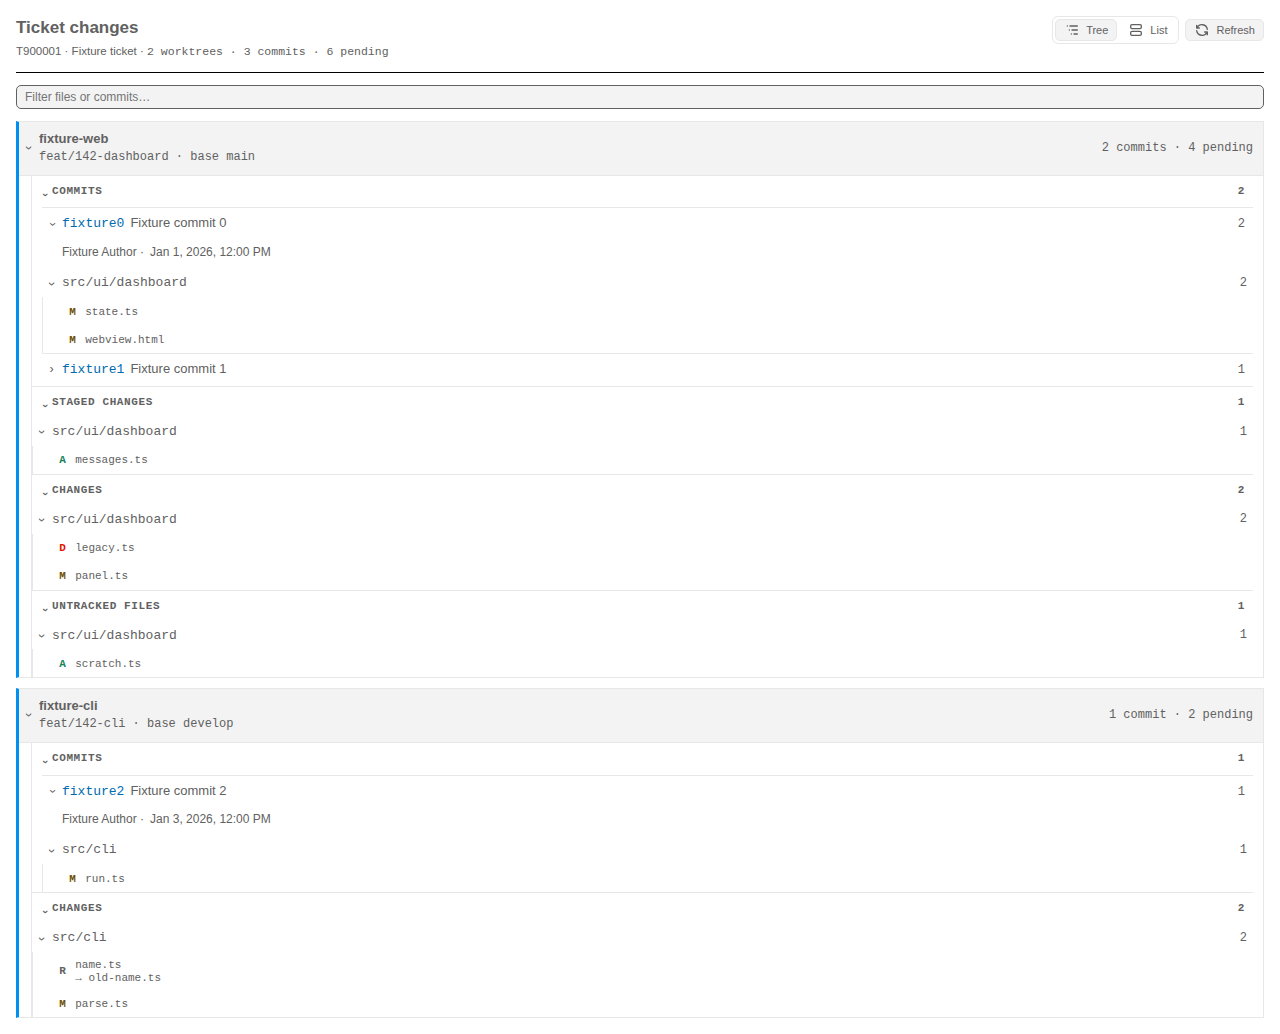 Ticket changes
Tree
List
Refresh
T900001 · Fixture ticket · 2 worktrees · 3 commits · 6 pending
Filter files or commits…
fixture-web
feat/142-dashboard · base main
2 commits · 4 pending
COMMITS 2
fixture0 Fixture commit 0 2
Fixture Author · Jan 1, 2026, 12:00 PM
src/ui/dashboard 2
M state.ts
M webview.html
fixture1 Fixture commit 1 1
STAGED CHANGES 1
src/ui/dashboard 1
A messages.ts
CHANGES 2
src/ui/dashboard 2
D legacy.ts
M panel.ts
UNTRACKED FILES 1
src/ui/dashboard 1
A scratch.ts
fixture-cli
feat/142-cli · base develop
1 commit · 2 pending
COMMITS 1
fixture2 Fixture commit 2 1
Fixture Author · Jan 3, 2026, 12:00 PM
src/cli 1
M run.ts
CHANGES 2
src/cli 2
R name.ts
→ old-name.ts
M parse.ts